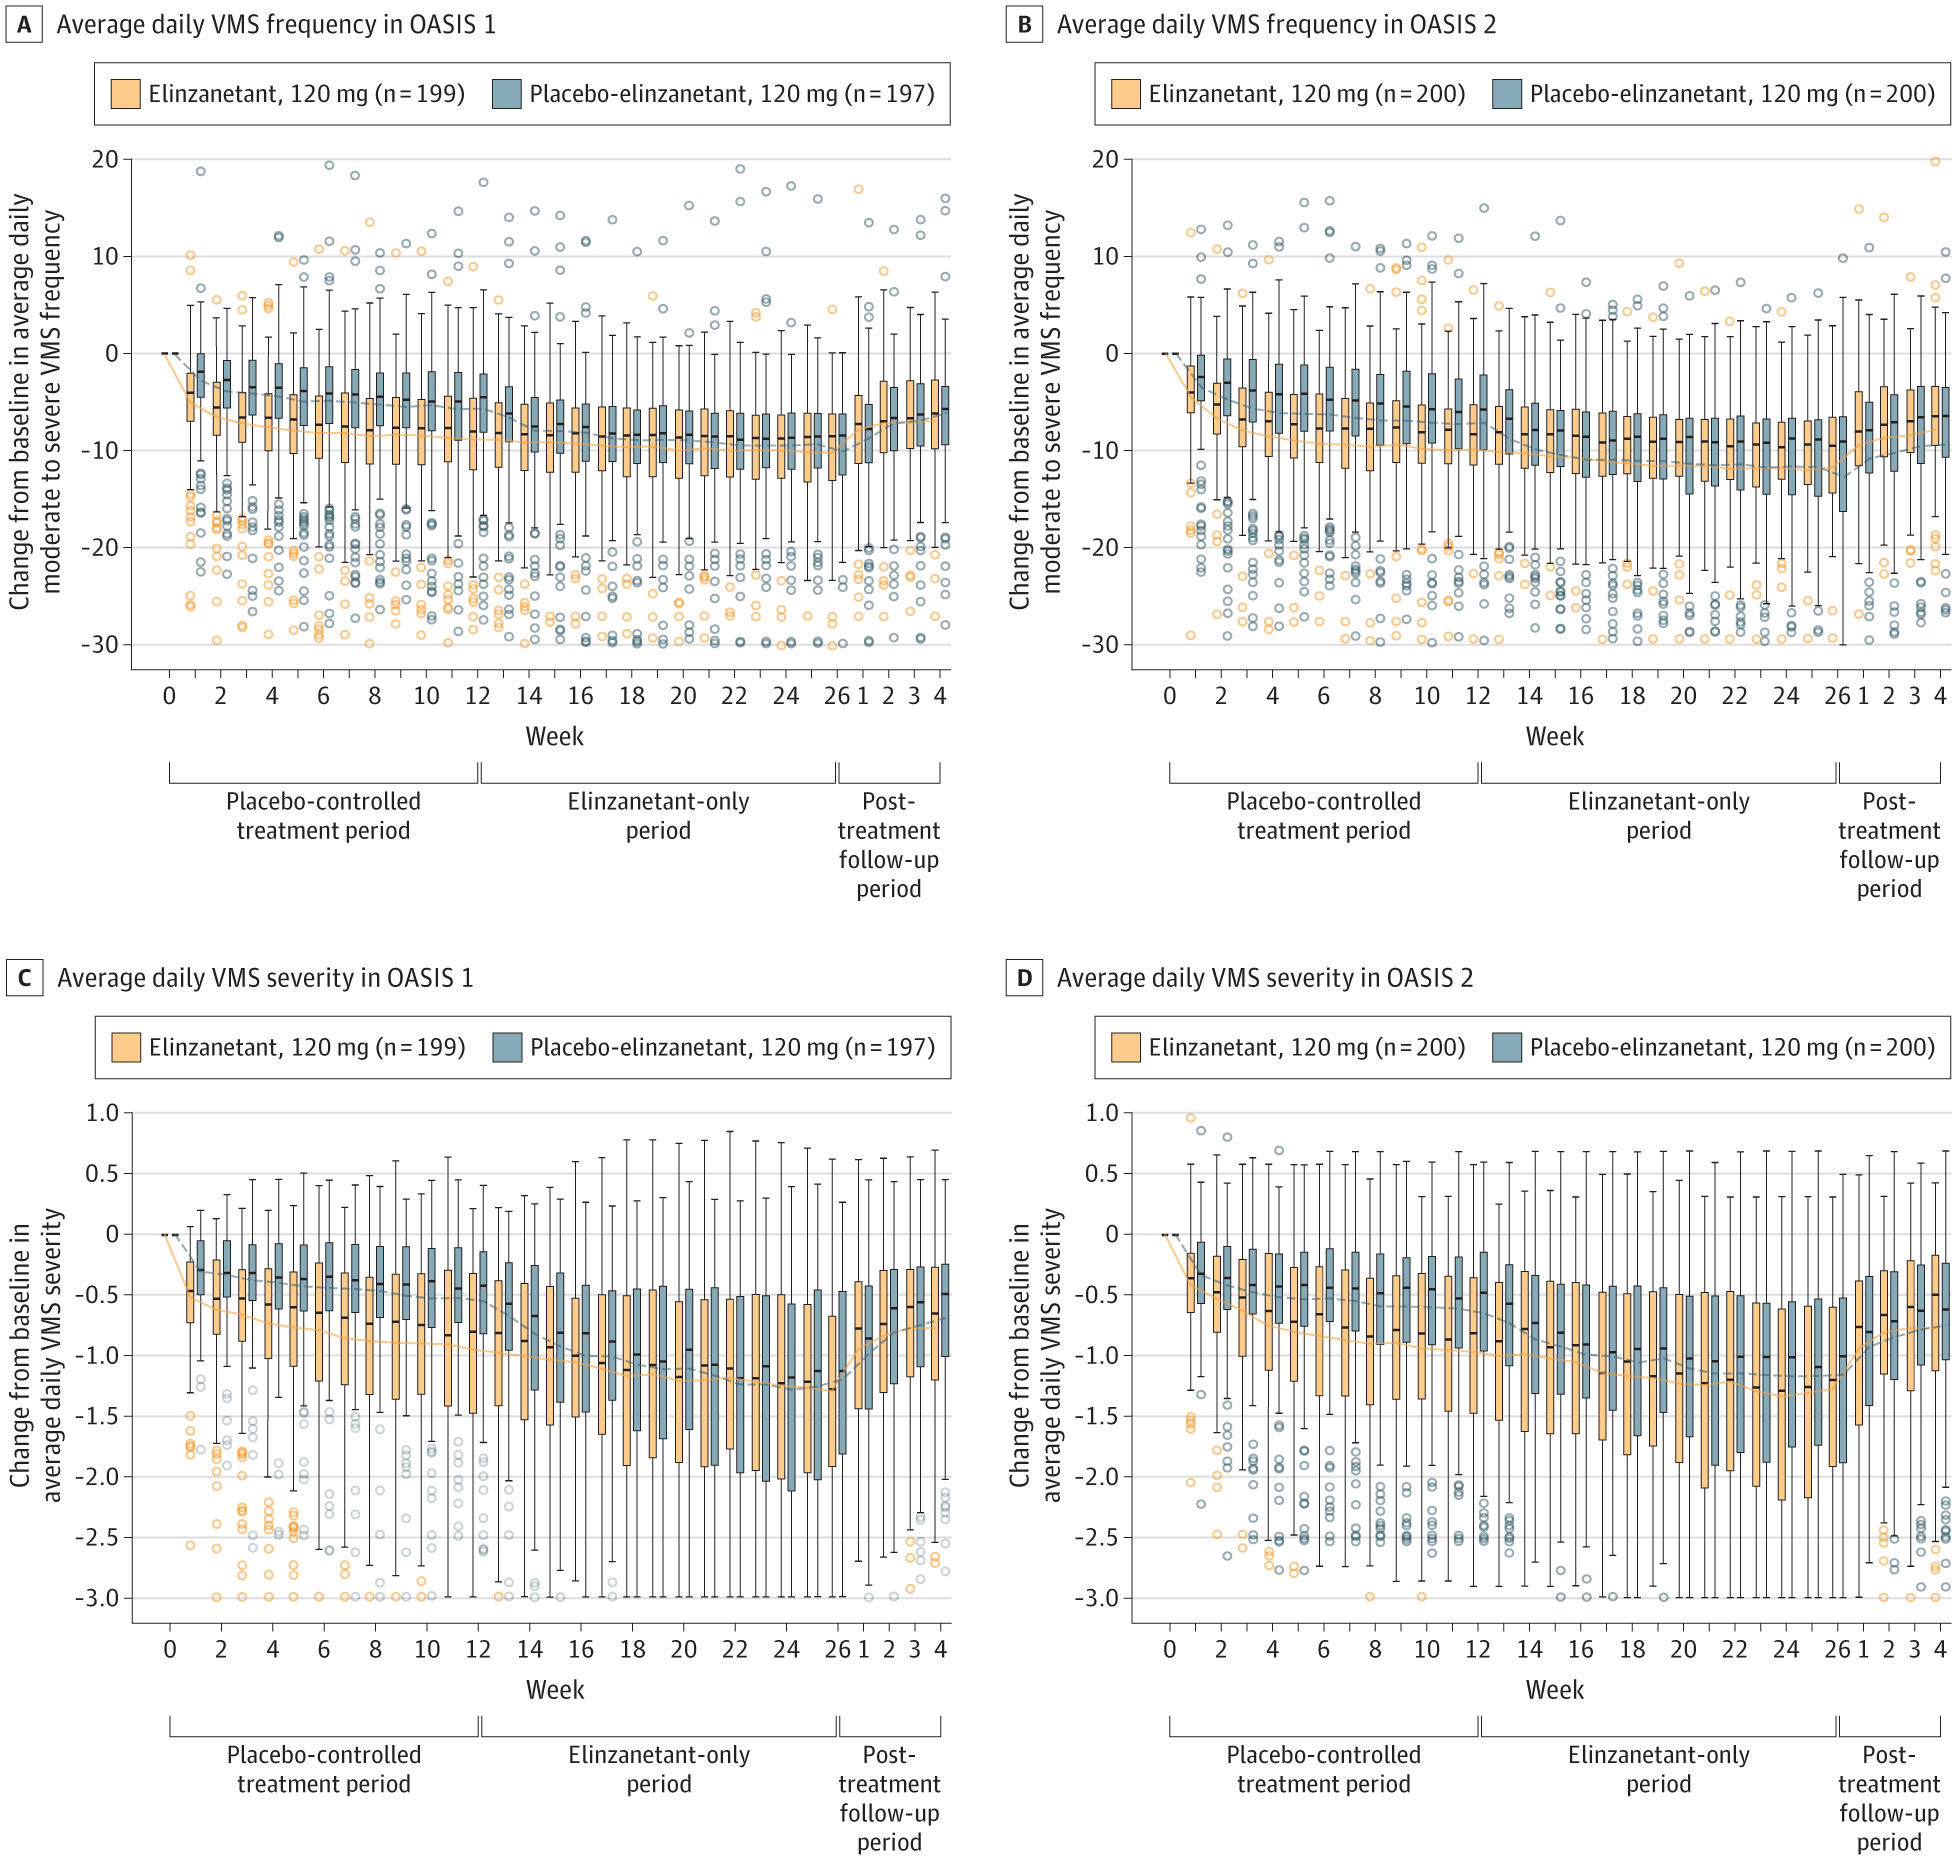 A Average daily VMS frequency in OASIS 1
Elinzanetant, 120 mg (n=199) Placebo-elinzanetant, 120 mg (n=197)
Change from baseline in average daily
moderate to severe VMS frequency
20
10
0
-10
-20
-30
0 2 4 6 8 10 12 14 16 18 20 22 24 26 1 2 3 4
Week
Placebo-controlled
treatment period
Elinzanetant-only
period
Post-
treatment
follow-up
period
B Average daily VMS frequency in OASIS 2
Elinzanetant, 120 mg (n=200) Placebo-elinzanetant, 120 mg (n=200)
Change from baseline in average daily
moderate to severe VMS frequency
20
10
0
-10
-20
-30
0 2 4 6 8 10 12 14 16 18 20 22 24 26 1 2 3 4
Week
Placebo-controlled
treatment period
Elinzanetant-only
period
Post-
treatment
follow-up
period
C Average daily VMS severity in OASIS 1
Elinzanetant, 120 mg (n=199) Placebo-elinzanetant, 120 mg (n=197)
Change from baseline in
average daily VMS severity
1.0
0.5
0
-0.5
-1.0
-1.5
-2.0
-2.5
-3.0
0 2 4 6 8 10 12 14 16 18 20 22 24 26 1 2 3 4
Week
Placebo-controlled
treatment period
Elinzanetant-only
period
Post-
treatment
follow-up
period
D Average daily VMS severity in OASIS 2
Elinzanetant, 120 mg (n=200) Placebo-elinzanetant, 120 mg (n=200)
Change from baseline in
average daily VMS severity
1.0
0.5
0
-0.5
-1.0
-1.5
-2.0
-2.5
-3.0
0 2 4 6 8 10 12 14 16 18 20 22 24 26 1 2 3 4
Week
Placebo-controlled
treatment period
Elinzanetant-only
period
Post-
treatment
follow-up
period